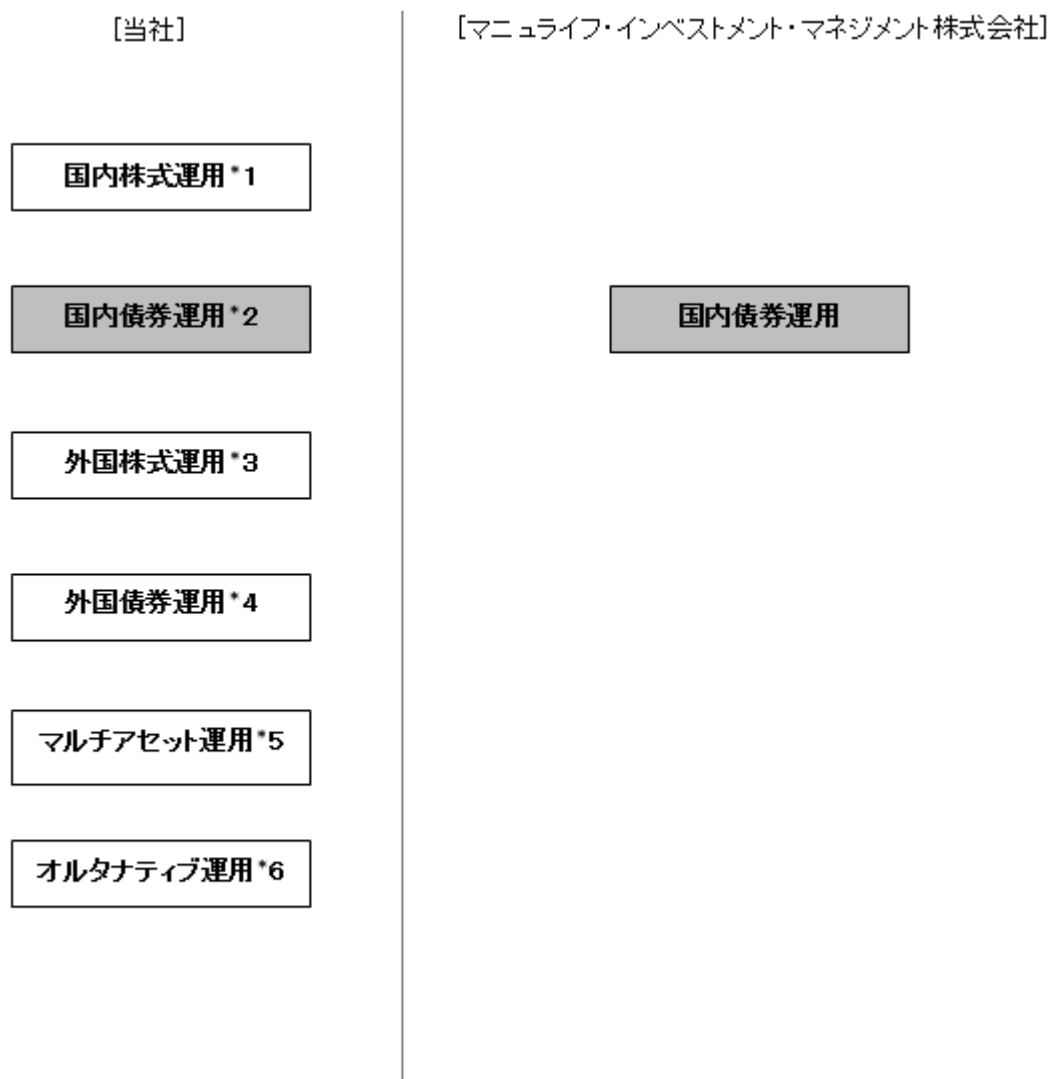 [当社]
[マニュライフ・インベストメント・マネジメント株式会社]
国内株式運用*1
国内債券運用*2
国内債券運用
外国株式運用*3
外国債券運用*4
マルチアセット運用*5
オルタナティブ運用*6